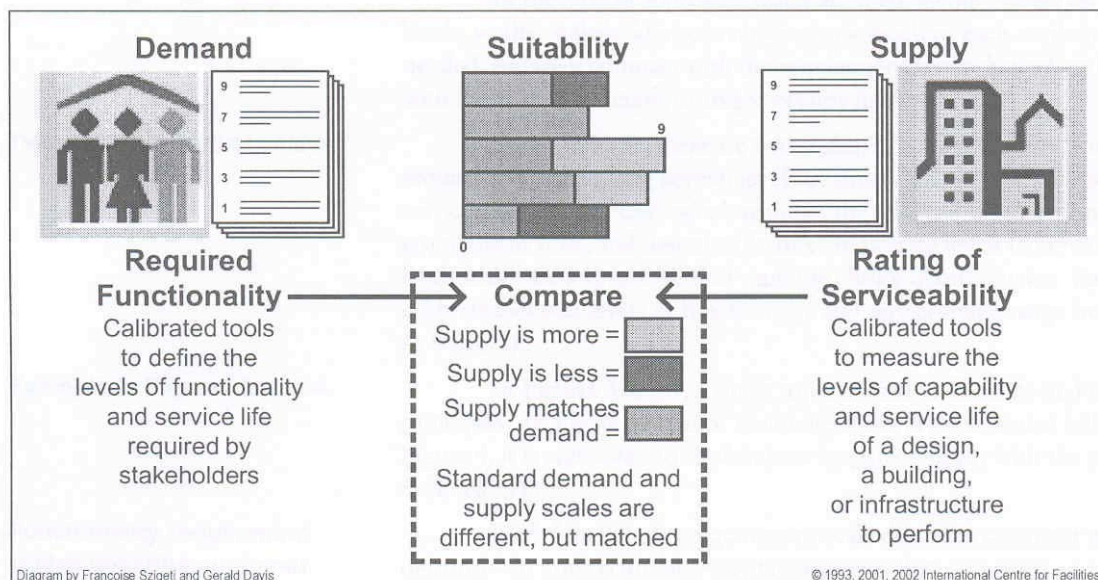 Demand
Suitability
Supply
9
7
5
3
1
9
0
9
7
5
3
1
Required
Functionality
Calibrated tools
to define the
levels of functionality
and service life
required by
stakeholders
Compare
Supply is more =
Supply is less =
Supply matches
demand =
Standard demand and
supply scales are
different, but matched
Rating of
Serviceability
Calibrated tools
to measure the
levels of capability
and service life
of a design,
a building,
or infrastructure
to perform
Diagram by Françoise Szigeti and Gerald Davis
© 1993, 2001, 2002 International Centre for Facilities